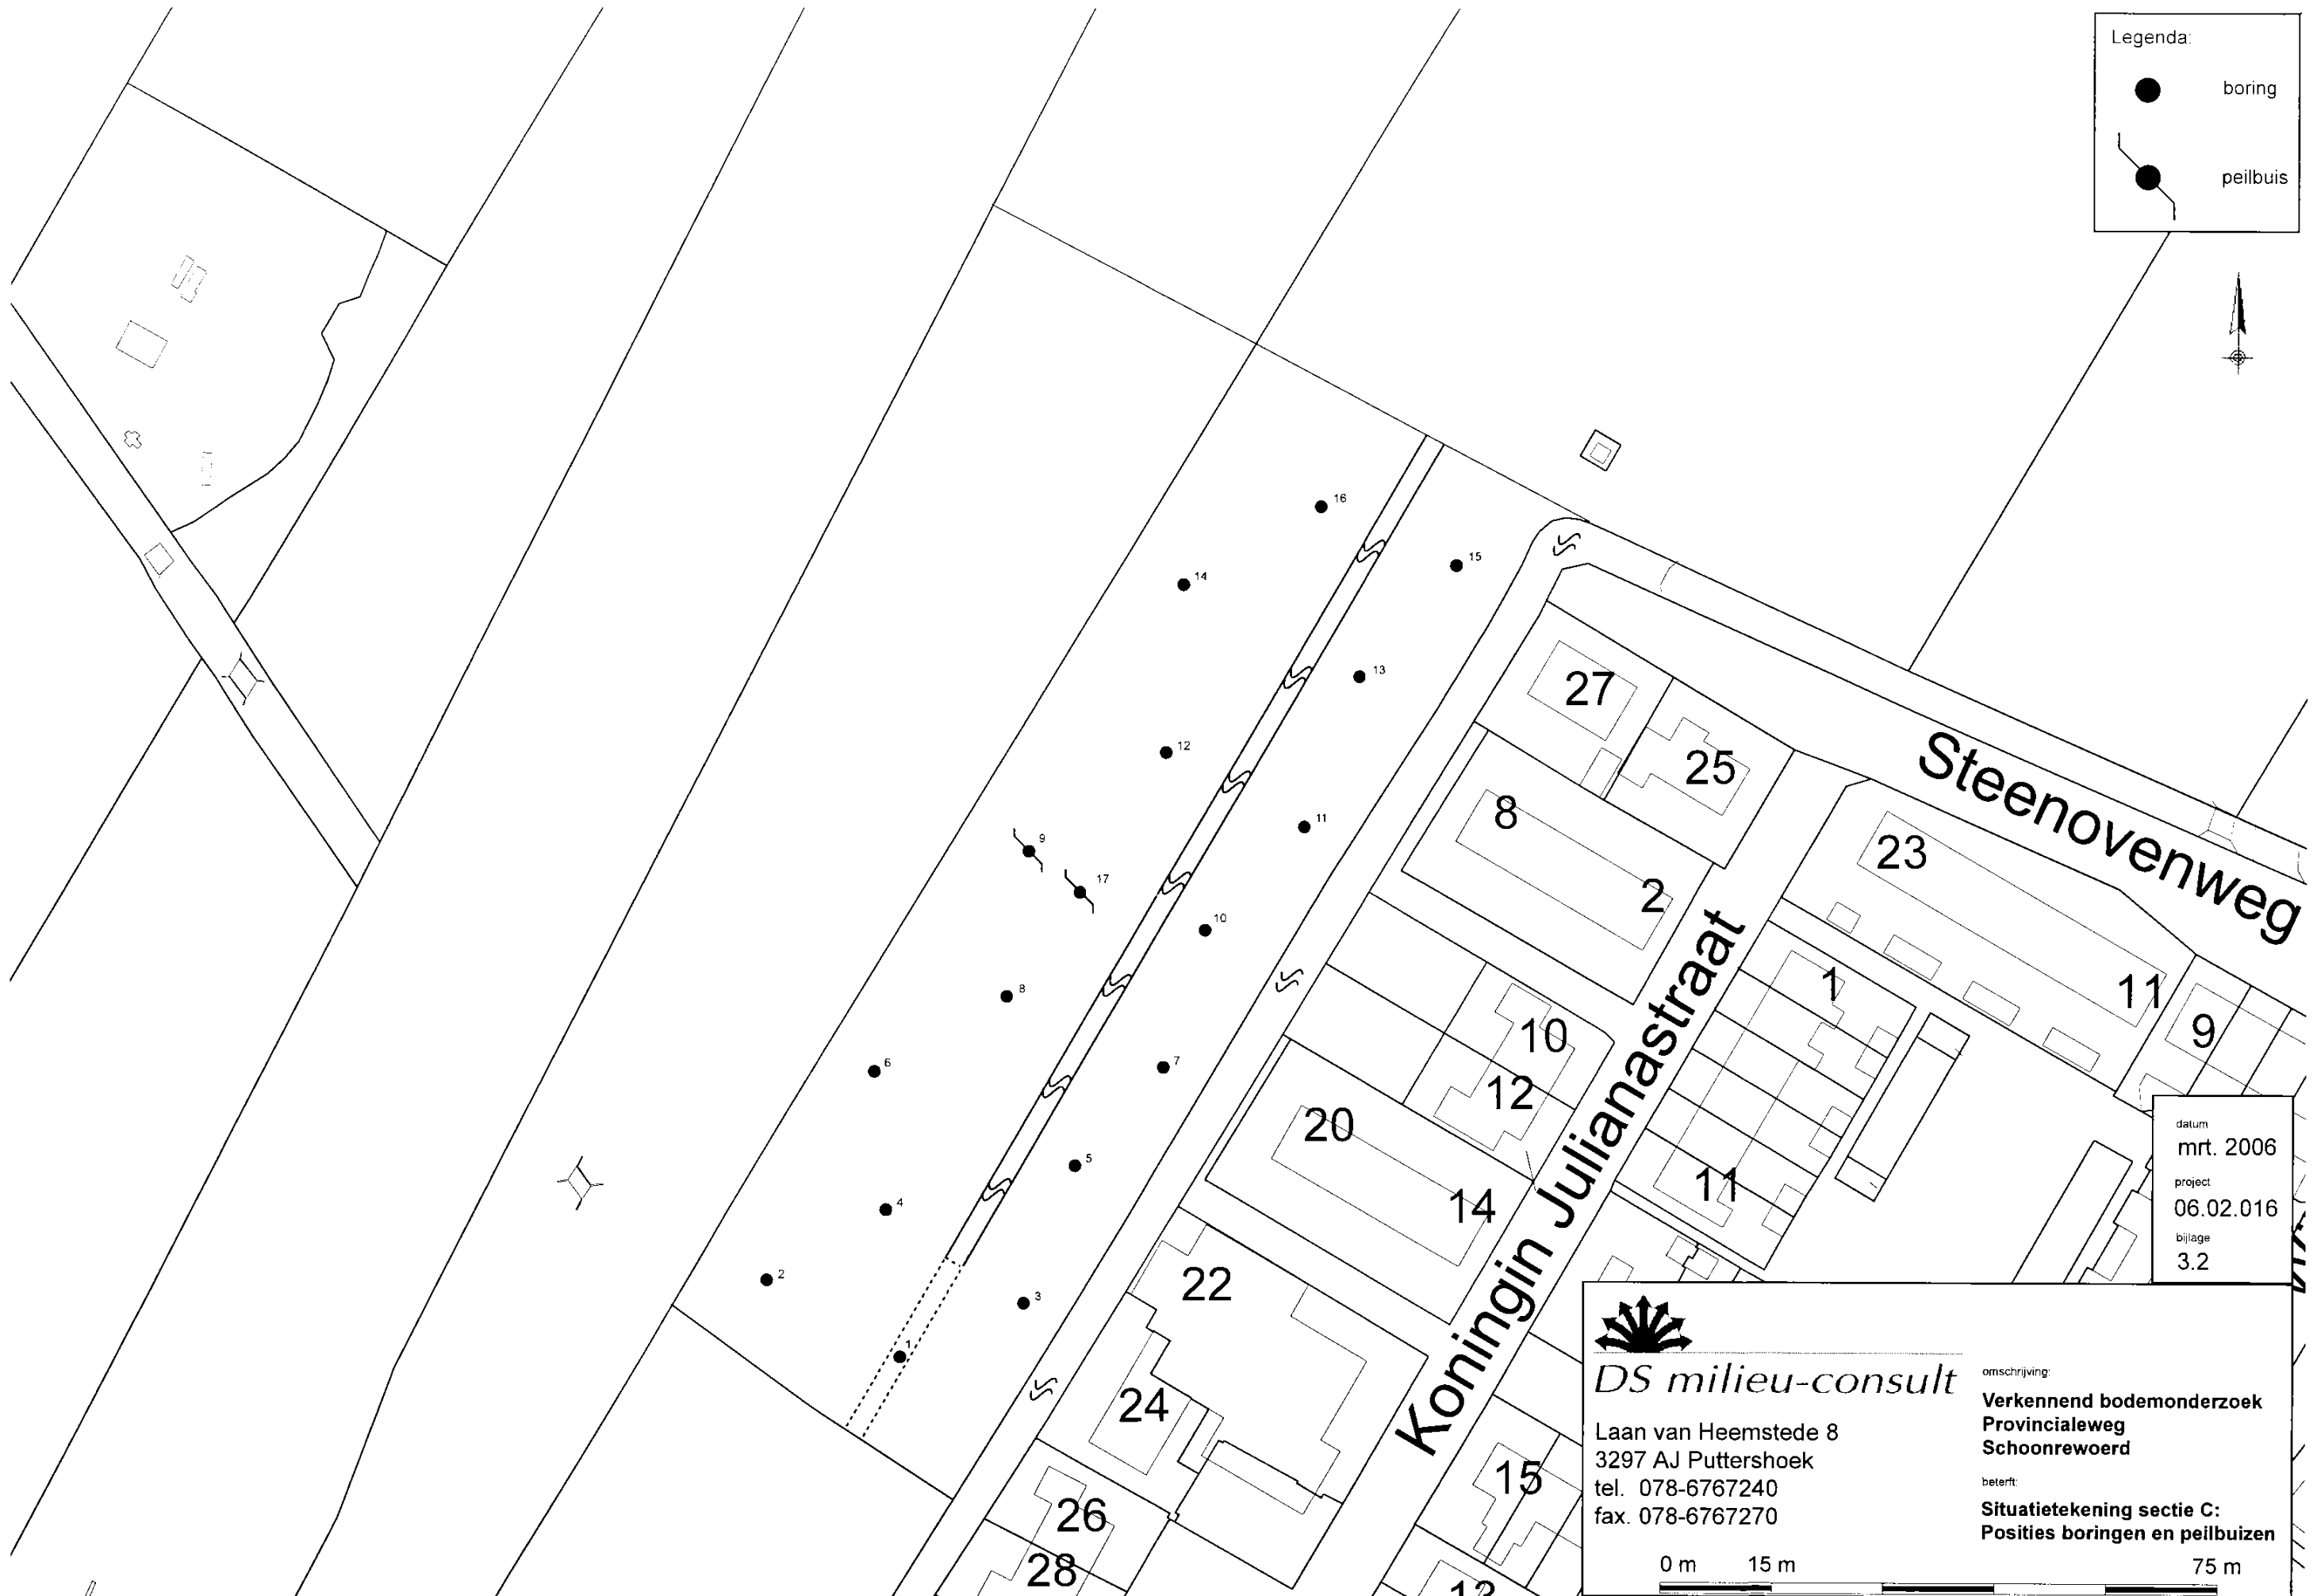 Legenda:
boring
peilbuis
16
15
14
13
12
11
9
17
10
8
7
6
5
4
3
2
1
27
25
8
2
23
11
9
Steenovenweg
Koningin Julianastraat
1
10
12
11
20
14
22
24
26
28
15
13
datum
mrt. 2006
project
06.02.016
bijlage
3.2
DS milieu-consult
Laan van Heemstede 8
3297 AJ Puttershoek
tel. 078-6767240
fax. 078-6767270
omschrijving:
Verkennend bodemonderzoek
Provincialeweg
Schoonrewoerd
beterft:
Situatietekening sectie C:
Posities boringen en peilbuizen
0 m 15 m 75 m